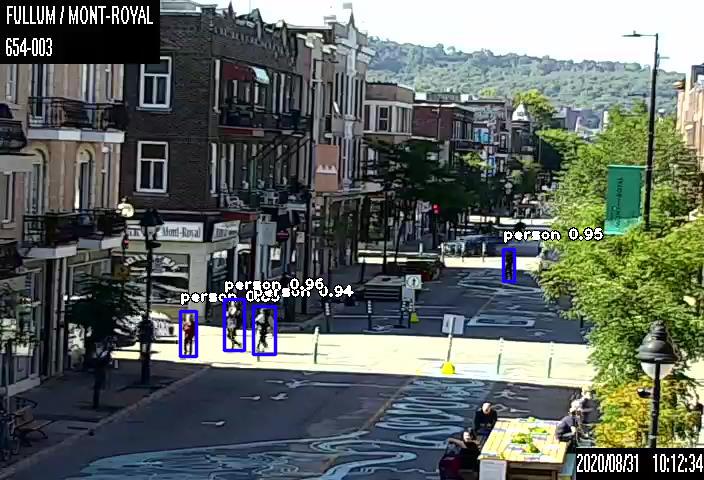 FULLUM / MONT-ROYAL
654-003
person 0.95
person 0.96
person 0.94
Mont-Royal
2020/08/31 10:12:34